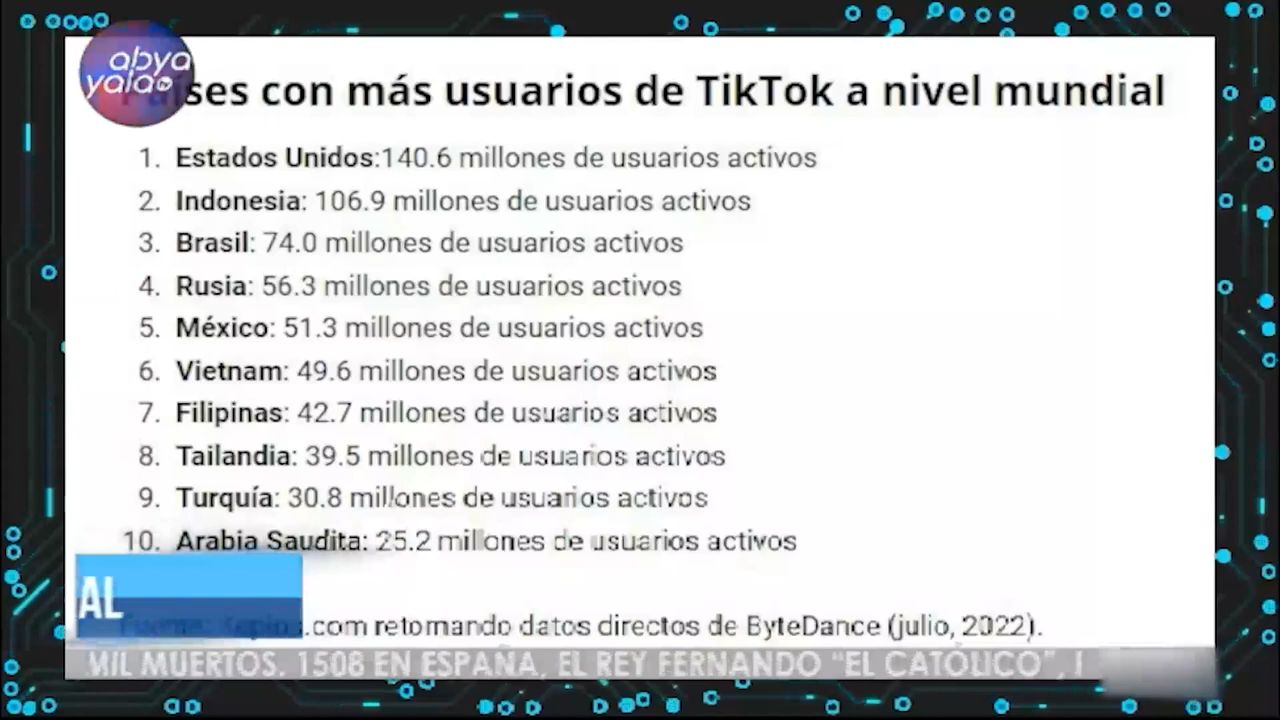 abya
yala tv
ses con más usuarios de TikTok a nivel mundial
1. Estados Unidos:140.6 millones de usuarios activos
2. Indonesia: 106.9 millones de usuarios activos
3. Brasil: 74.0 millones de usuarios activos
4. Rusia: 56.3 millones de usuarios activos
5. México: 51.3 millones de usuarios activos
6. Vietnam: 49.6 millones de usuarios activos
7. Filipinas: 42.7 millones de usuarios activos
8. Tailandia: 39.5 millones de usuarios activos
9. Turquía: 30.8 millones de usuarios activos
10. Arabia Saudita: 25.2 millones de usuarios activos
AL
.com retomando datos directos de ByteDance (julio, 2022).
MIL MUERTOS. 1508 EN ESPAÑA, EL REY FERNANDO “EL CATÓLICO”,